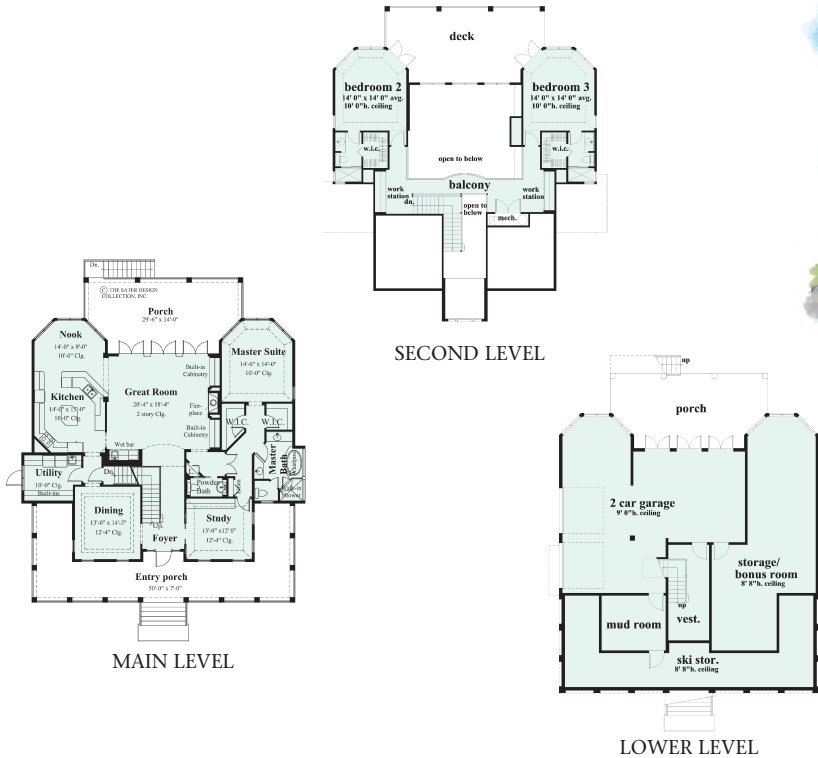 deck
bedroom 2
14' 0" x 14' 0" avg.
10' 0"h. ceiling
bedroom 3
14' 0" x 14' 0" avg.
10' 0"h. ceiling
w.i.c.
open to below
w.i.c.
balcony
work
station
dn.
open to
below
work
station
mech.
SECOND LEVEL
Dn.
© THE SATER DESIGN
COLLECTION, INC.
Porch
29'-6" x 14'-0"
Nook
14'-0" x 9'-0"
10'-0" Clg.
Kitchen
14'-0" x 15'-0"
10'-0" Clg.
Great Room
20'-4" x 18'-4"
2 story Clg.
Built-in
Cabinetry
Fire-
place
Built-in
Cabinetry
Master Suite
14'-0" x 14'-0"
10'-0" Clg.
W.I.C.
W.I.C.
Wet bar
Master
Bath
Whirlpool
Walk-in
Shower
Utility
10'-0" Clg.
Built-ins
Dn.
Powder
Bath
Dining
13'-0" x 14'-3"
12'-4" Clg.
Up.
Foyer
Study
13'-0" x12' 0"
12'-4" Clg.
Entry porch
50'-0" x 7'-0"
MAIN LEVEL
up
porch
2 car garage
9' 0"h. ceiling
storage/
bonus room
8' 8"h. ceiling
up
vest.
mud room
ski stor.
8' 8"h. ceiling
LOWER LEVEL